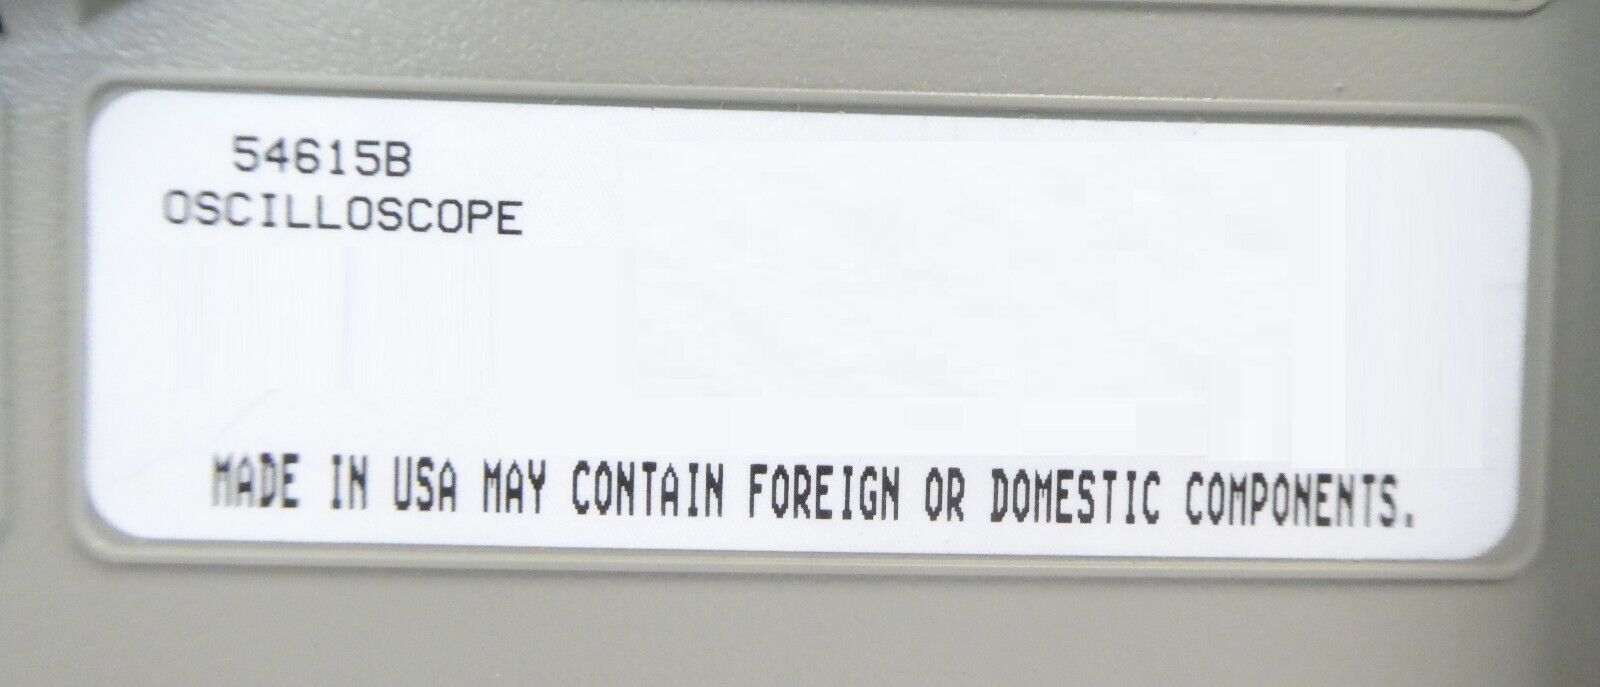 54615B
OSCILLOSCOPE
MADE IN USA MAY CONTAIN FOREIGN OR DOMESTIC COMPONENTS.